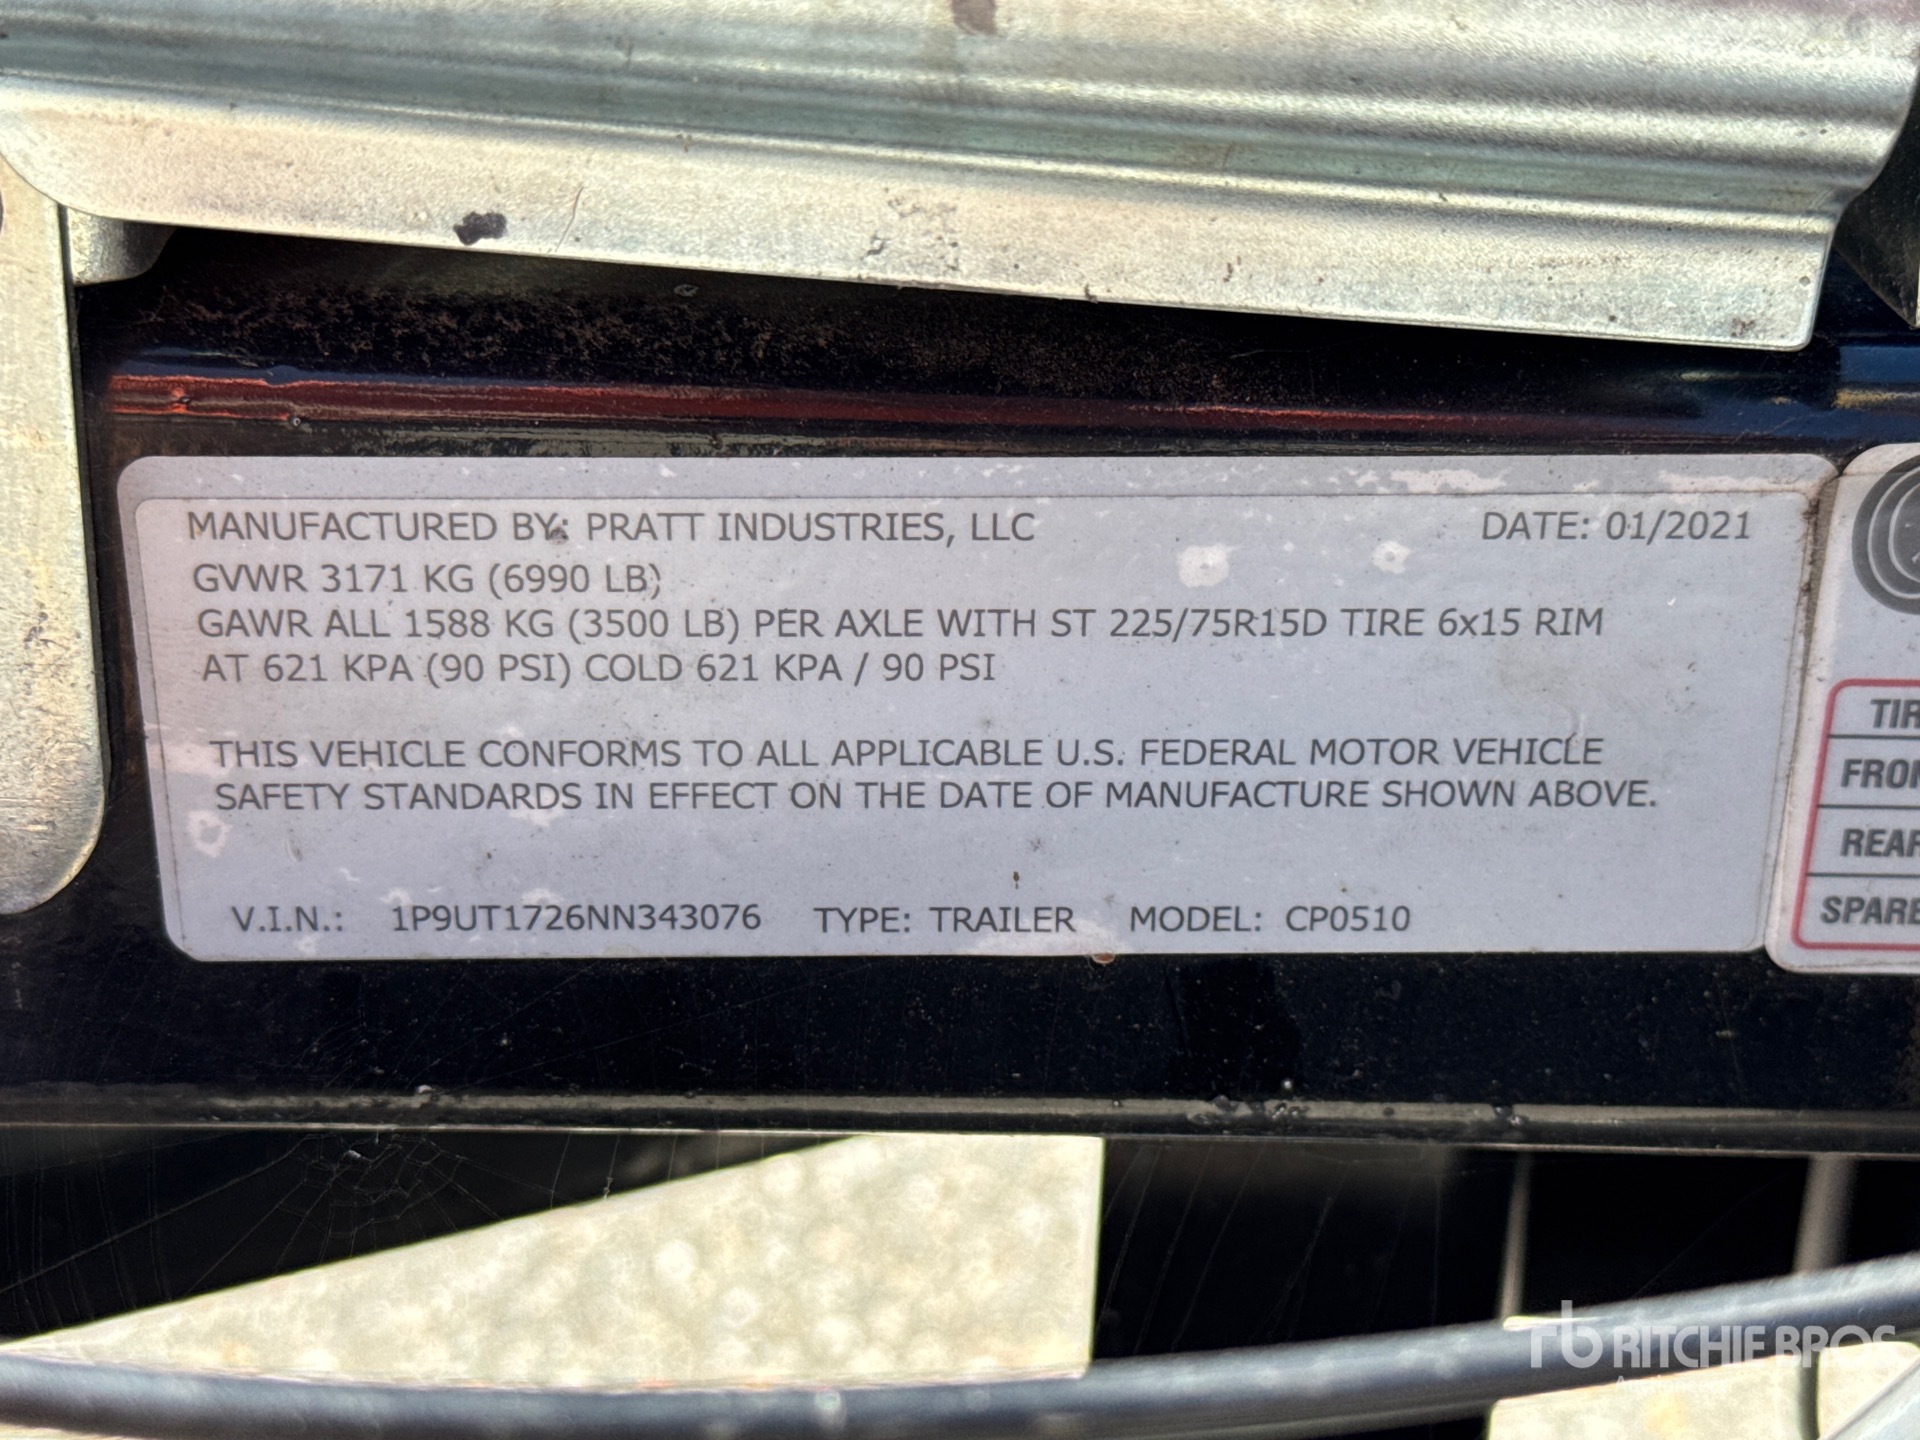 MANUFACTURED BY: PRATT INDUSTRIES, LLC DATE: 01/2021
GVWR 3171 KG (6990 LB)
GAWR ALL 1588 KG (3500 LB) PER AXLE WITH ST 225/75R15D TIRE 6x15 RIM
AT 621 KPA (90 PSI) COLD 621 KPA / 90 PSI
THIS VEHICLE CONFORMS TO ALL APPLICABLE U.S. FEDERAL MOTOR VEHICLE
SAFETY STANDARDS IN EFFECT ON THE DATE OF MANUFACTURE SHOWN ABOVE.
V.I.N.: 1P9UT1726NN343076 TYPE: TRAILER MODEL: CP0510
TIR
FRON
REAR
SPARE
rb RITCHIE BROS